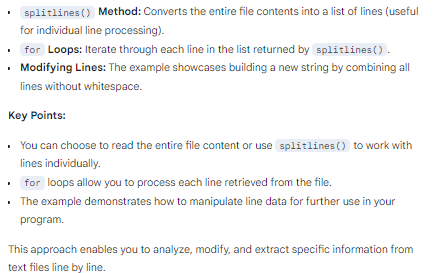 • splitlines() Method: Converts the entire file contents into a list of lines (useful
for individual line processing).
• for Loops: Iterate through each line in the list returned by splitlines().
• Modifying Lines: The example showcases building a new string by combining all
lines without whitespace.
Key Points:
• You can choose to read the entire file content or use splitlines() to work with
lines individually.
• for loops allow you to process each line retrieved from the file.
• The example demonstrates how to manipulate line data for further use in your
program.
This approach enables you to analyze, modify, and extract specific information from
text files line by line.